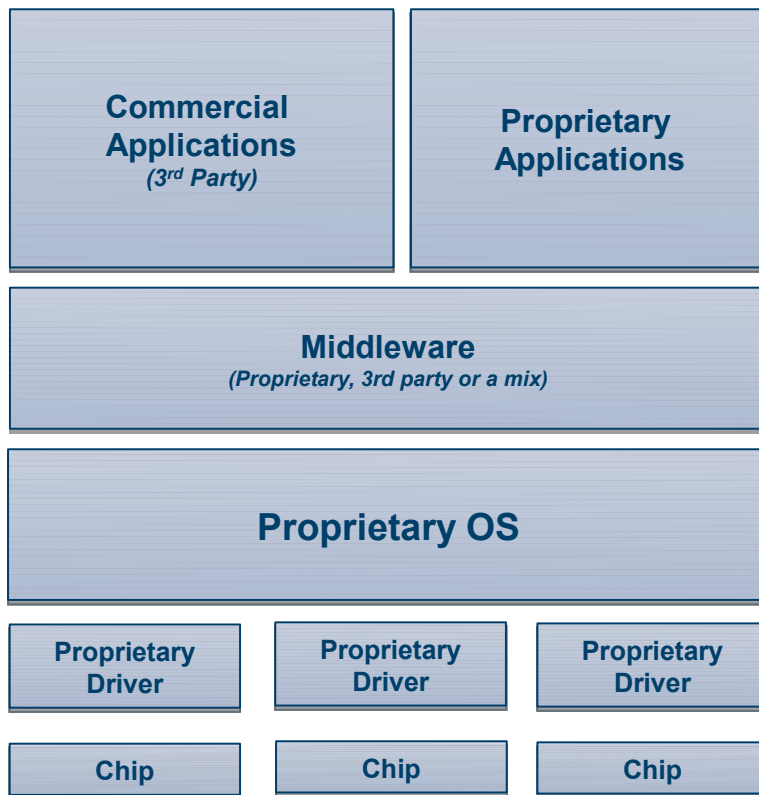 Commercial
Applications
(3rd Party)
Proprietary
Applications
Middleware
(Proprietary, 3rd party or a mix)
Proprietary OS
Proprietary
Driver
Proprietary
Driver
Proprietary
Driver
Chip
Chip
Chip